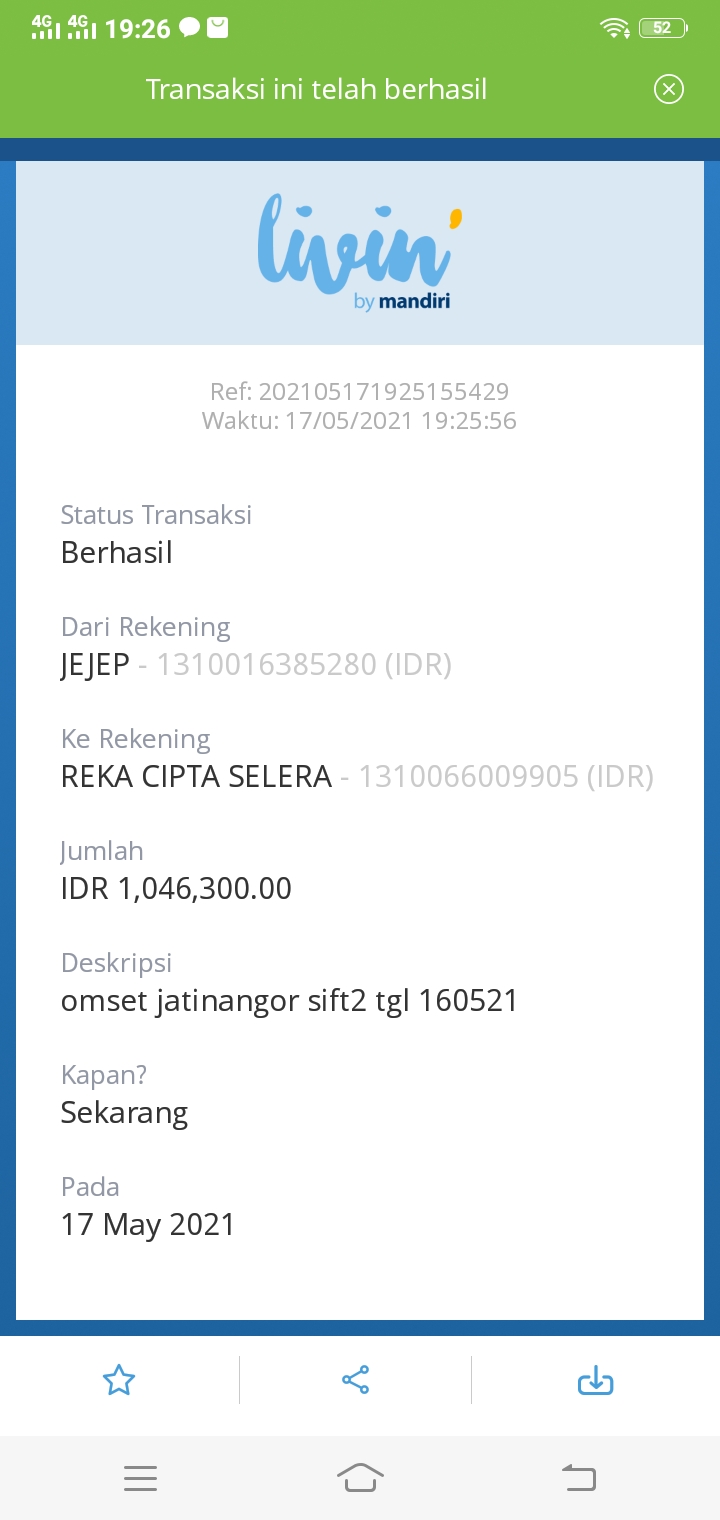 4G 4G 19:26 52
Transaksi ini telah berhasil
livin'
by mandiri
Ref: 202105171925155429
Waktu: 17/05/2021 19:25:56
Status Transaksi
Berhasil
Dari Rekening
JEJEP - 1310016385280 (IDR)
Ke Rekening
REKA CIPTA SELERA - 1310066009905 (IDR)
Jumlah
IDR 1,046,300.00
Deskripsi
omset jatinangor sift2 tgl 160521
Kapan?
Sekarang
Pada
17 May 2021